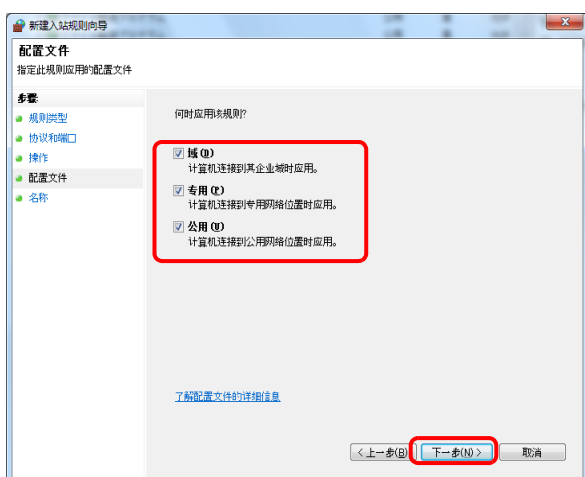 新建入站规则向导
配置文件
指定此规则应用的配置文件
步骤:
规则类型
协议和端口
操作
配置文件
名称
何时应用该规则?
域(D)
计算机连接到其企业域时应用。
专用(P)
计算机连接到专用网络位置时应用。
公用(U)
计算机连接到公用网络位置时应用。
了解配置文件的详细信息
< 上一步(B)
下一步(N) >
取消